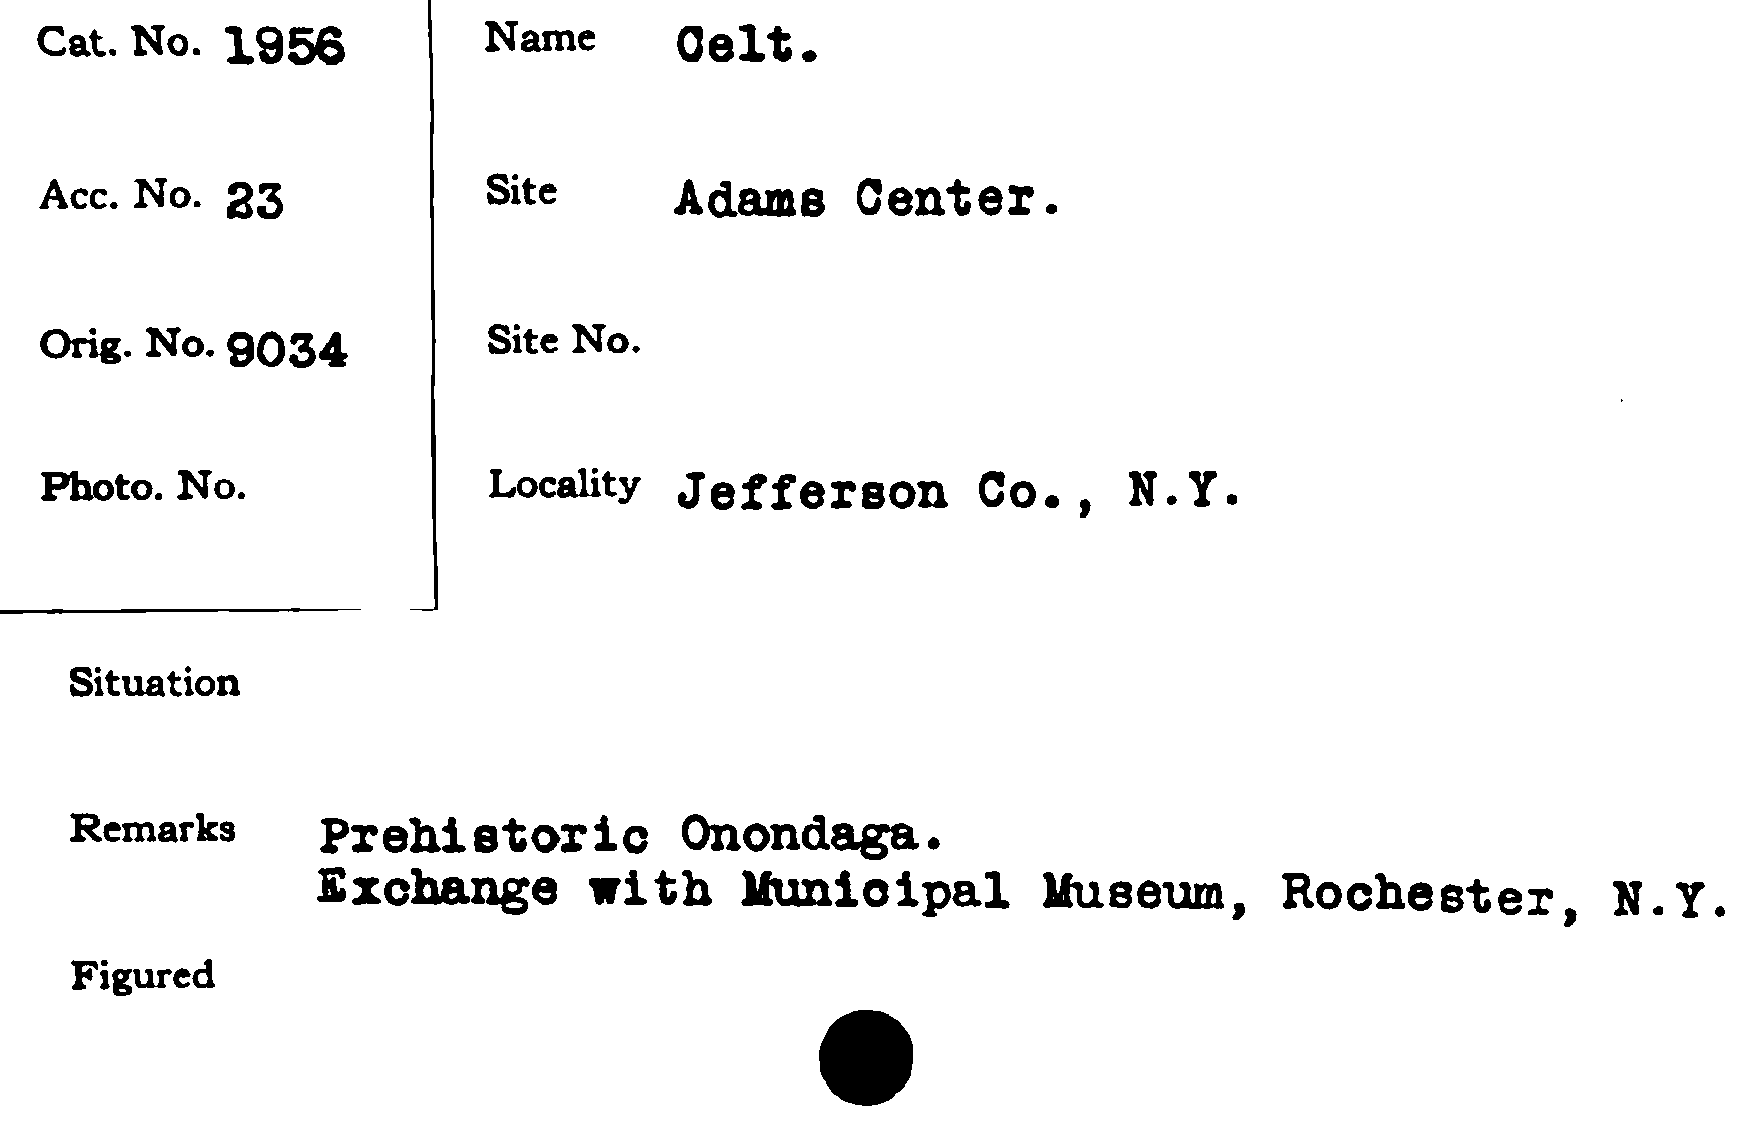 Cat. No. 1956
Name Celt.
Acc. No. 23
Site Adams Center.
Orig. No. 9034
Site No.
Photo. No.
Locality Jefferson Co., N.Y.
Situation
Remarks Prehistoric Onondaga.
Exchange with Municipal Museum, Rochester, N.Y.
Figured